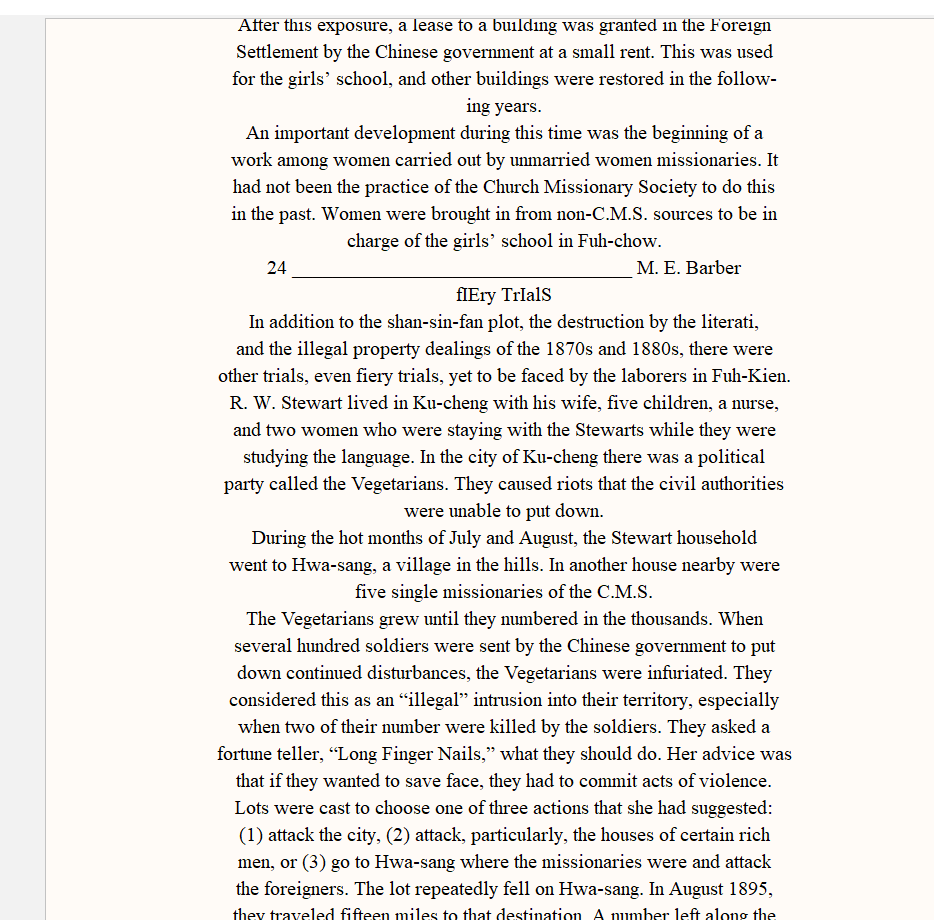 After this exposure, a lease to a building was granted in the Foreign
Settlement by the Chinese government at a small rent. This was used
for the girls’ school, and other buildings were restored in the follow-
ing years.
An important development during this time was the beginning of a
work among women carried out by unmarried women missionaries. It
had not been the practice of the Church Missionary Society to do this
in the past. Women were brought in from non-C.M.S. sources to be in
charge of the girls’ school in Fuh-chow.
24 __________________________________ M. E. Barber
fIEry TrIalS
In addition to the shan-sin-fan plot, the destruction by the literati,
and the illegal property dealings of the 1870s and 1880s, there were
other trials, even fiery trials, yet to be faced by the laborers in Fuh-Kien.
R. W. Stewart lived in Ku-cheng with his wife, five children, a nurse,
and two women who were staying with the Stewarts while they were
studying the language. In the city of Ku-cheng there was a political
party called the Vegetarians. They caused riots that the civil authorities
were unable to put down.
During the hot months of July and August, the Stewart household
went to Hwa-sang, a village in the hills. In another house nearby were
five single missionaries of the C.M.S.
The Vegetarians grew until they numbered in the thousands. When
several hundred soldiers were sent by the Chinese government to put
down continued disturbances, the Vegetarians were infuriated. They
considered this as an “illegal” intrusion into their territory, especially
when two of their number were killed by the soldiers. They asked a
fortune teller, “Long Finger Nails,” what they should do. Her advice was
that if they wanted to save face, they had to commit acts of violence.
Lots were cast to choose one of three actions that she had suggested:
(1) attack the city, (2) attack, particularly, the houses of certain rich
men, or (3) go to Hwa-sang where the missionaries were and attack
the foreigners. The lot repeatedly fell on Hwa-sang. In August 1895,
they traveled fifteen miles to that destination. A number left along the